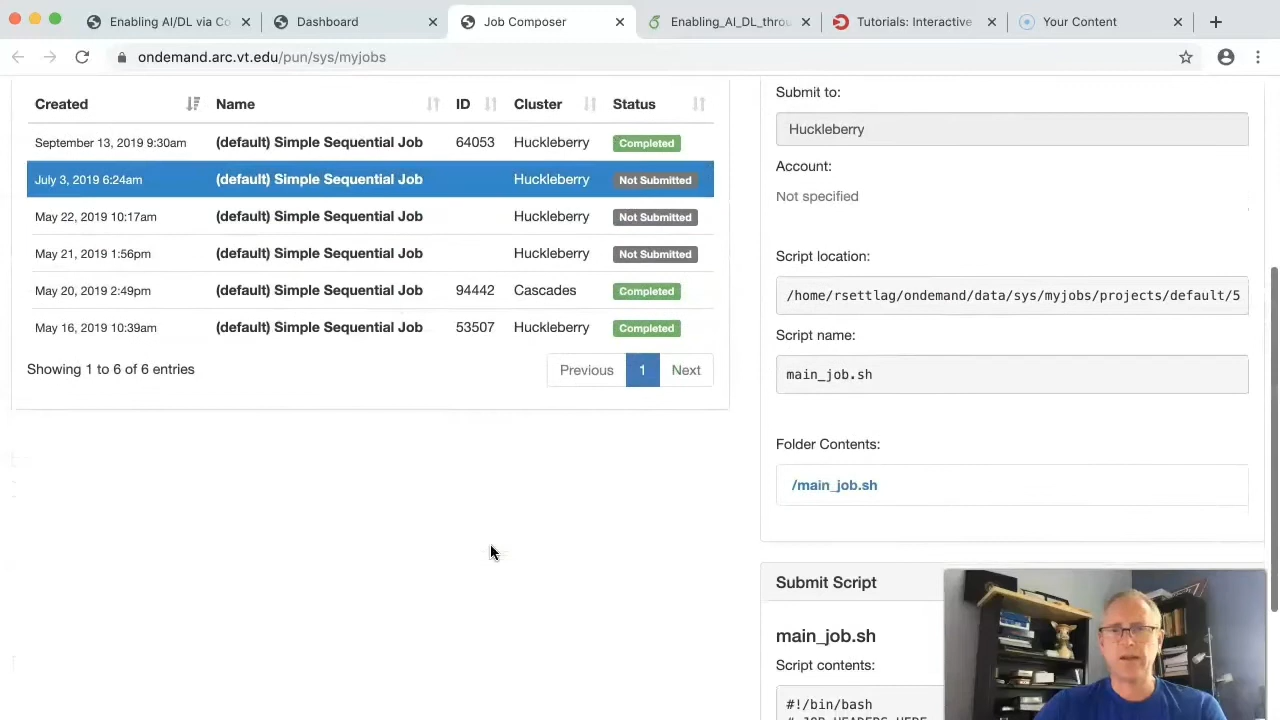 Enabling AI/DL via Co
Dashboard
Job Composer
Enabling_AI_DL_throu
Tutorials: Interactive
Your Content
ondemand.arc.vt.edu/pun/sys/myjobs
Created Name ID Cluster Status
September 13, 2019 9:30am (default) Simple Sequential Job 64053 Huckleberry Completed
July 3, 2019 6:24am (default) Simple Sequential Job Huckleberry Not Submitted
May 22, 2019 10:17am (default) Simple Sequential Job Huckleberry Not Submitted
May 21, 2019 1:56pm (default) Simple Sequential Job Huckleberry Not Submitted
May 20, 2019 2:49pm (default) Simple Sequential Job 94442 Cascades Completed
May 16, 2019 10:39am (default) Simple Sequential Job 53507 Huckleberry Completed
Showing 1 to 6 of 6 entries
Previous 1 Next
Submit to:
Huckleberry
Account:
Not specified
Script location:
/home/rsettlag/ondemand/data/sys/myjobs/projects/default/5
Script name:
main_job.sh
Folder Contents:
/main_job.sh
Submit Script
main_job.sh
Script contents:
#!/bin/bash
# JOB HEADERS HERE